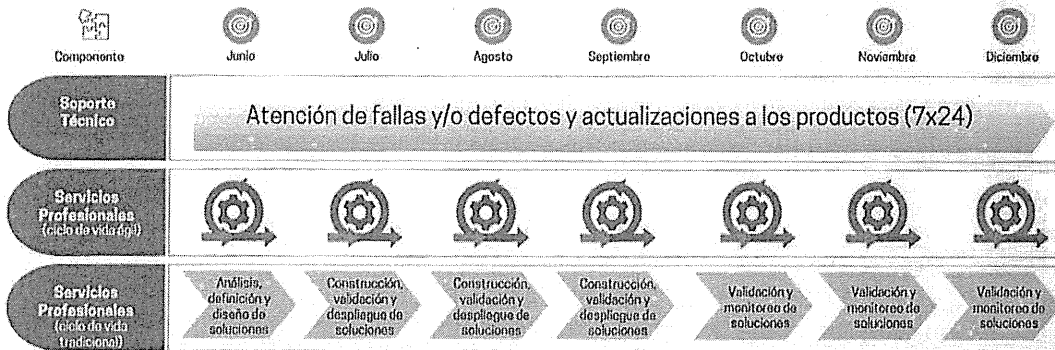 Componente
Junio
Julio
Agosto
Septiembre
Octubre
Noviembre
Diciembre
Soporte
Técnico
Atención de fallas y/o defectos y actualizaciones a los productos (7x24)
Servicios
Profesionales
(ciclo de vida ágil)
Servicios
Profesionales
(ciclo de vida
tradicional)
Análisis,
definición y
diseño de
soluciones
Construcción,
validación y
despliegue de
soluciones
Construcción,
validación y
despliegue de
soluciones
Construcción,
validación y
despliegue de
soluciones
Validación y
monitoreo de
soluciones
Validación y
monitoreo de
soluciones
Validación y
monitoreo de
soluciones